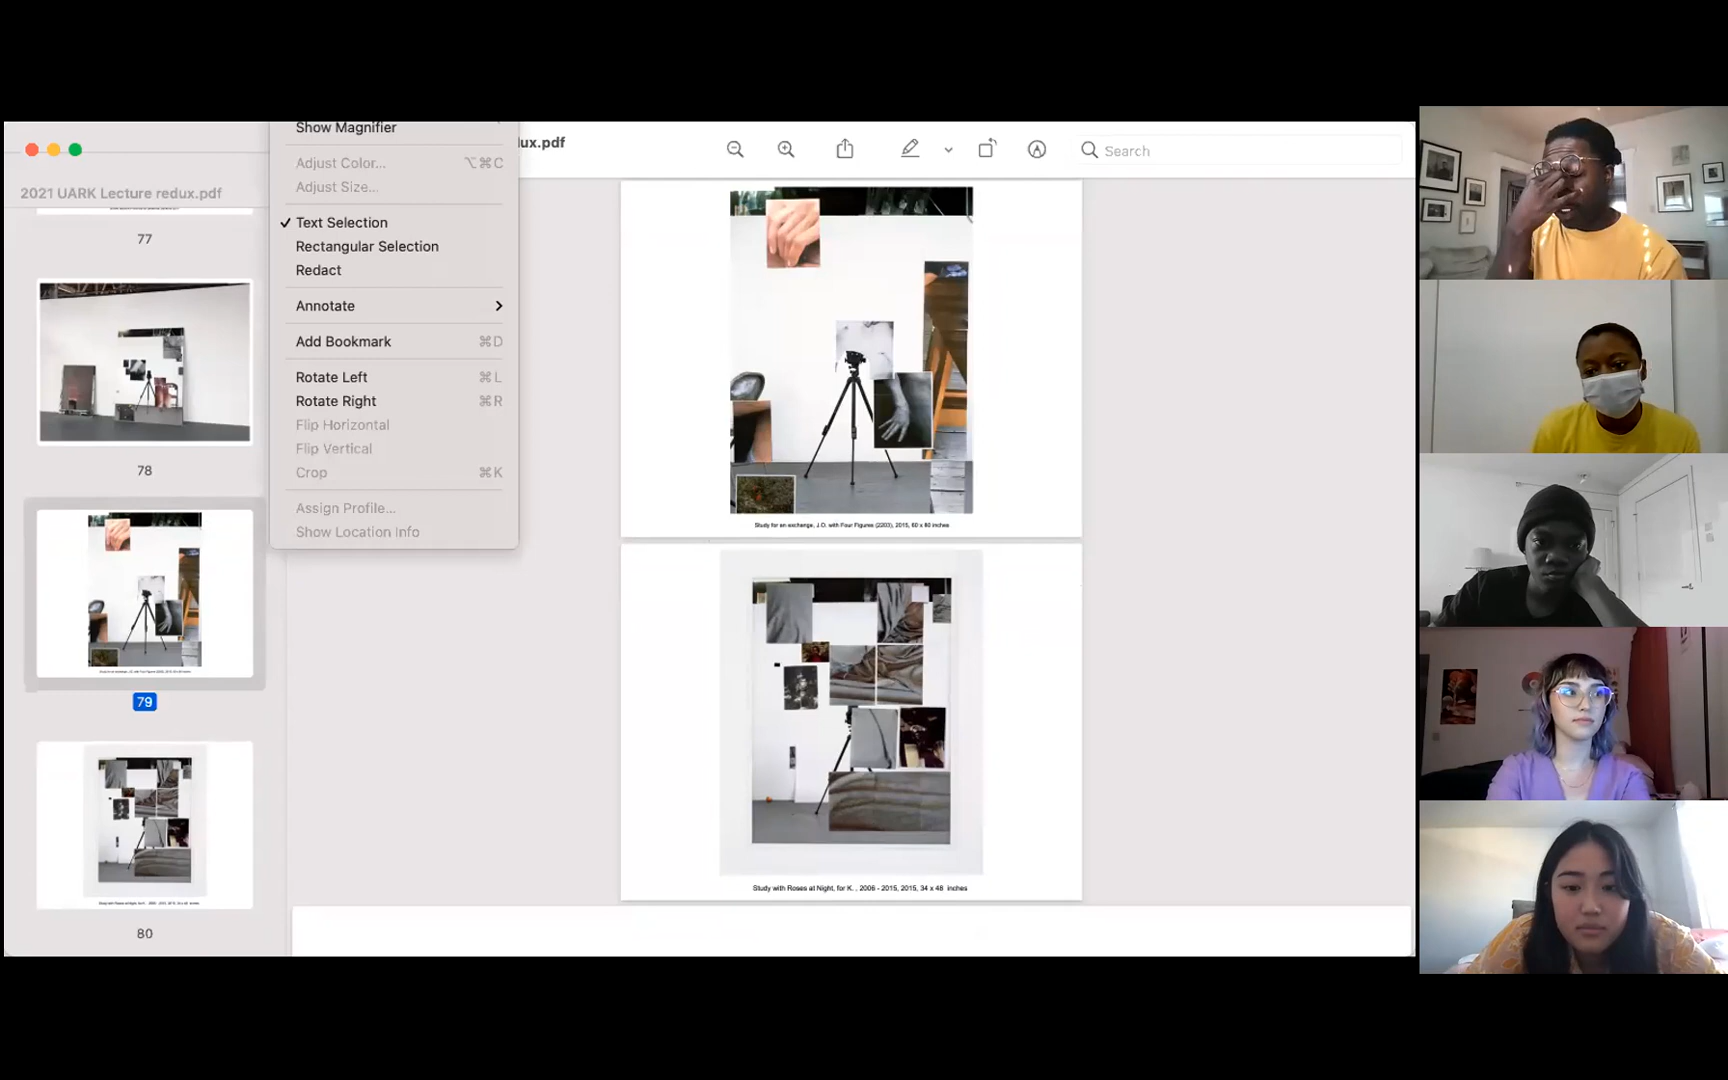 2021 UARK Lecture redux.pdf
77
78
79
80
Show Magnifier
Adjust Color... ⌥⌘C
Adjust Size...
✓ Text Selection
Rectangular Selection
Redact
Annotate
Add Bookmark ⌘D
Rotate Left ⌘L
Rotate Right ⌘R
Flip Horizontal
Flip Vertical
Crop ⌘K
Assign Profile...
Show Location Info
lux.pdf
Search
Study for an exchange, J.O. with Four Figures (2203), 2015, 60 x 80 inches
Study with Roses at Night, for K. , 2006 - 2015, 2015, 34 x 48 inches